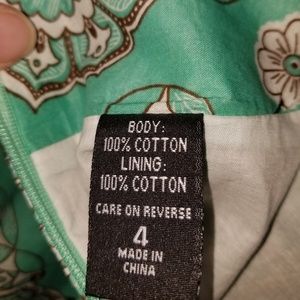 BODY:
100% COTTON
LINING:
100% COTTON
CARE ON REVERSE
4
MADE IN
CHINA